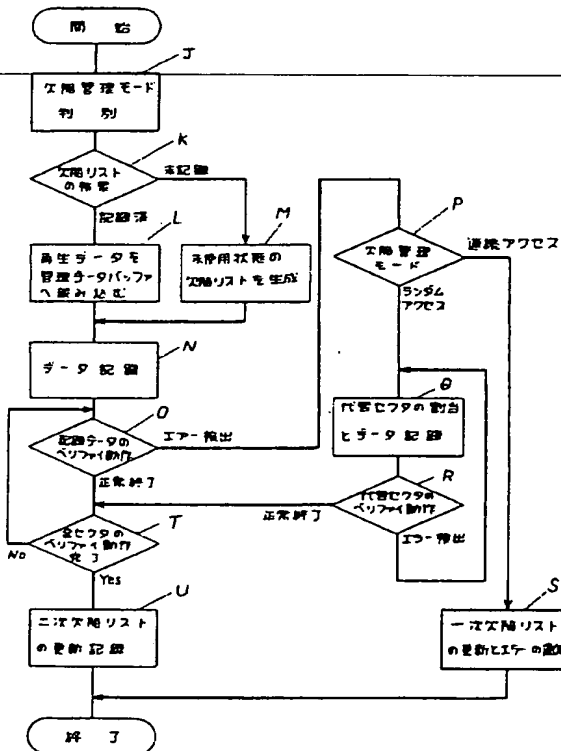 開始
J
欠陥管理モード
判別
K
欠陥リスト
の検索
未記録
記録済
L
再生データを
管理データバッファ
へ読み込む
M
未使用状態の
欠陥リストを生成
N
データ記録
O
記録データの
ベリファイ動作
エラー検出
正常終了
T
全セクタの
ベリファイ動作
完了
No
Yes
U
二次欠陥リスト
の更新記録
終了
P
欠陥管理
モード
連続アクセス
ランダム
アクセス
Q
代替セクタの割当
とデータ記録
R
代替セクタの
ベリファイ動作
正常終了
エラー検出
S
一次欠陥リスト
の更新とエラーの